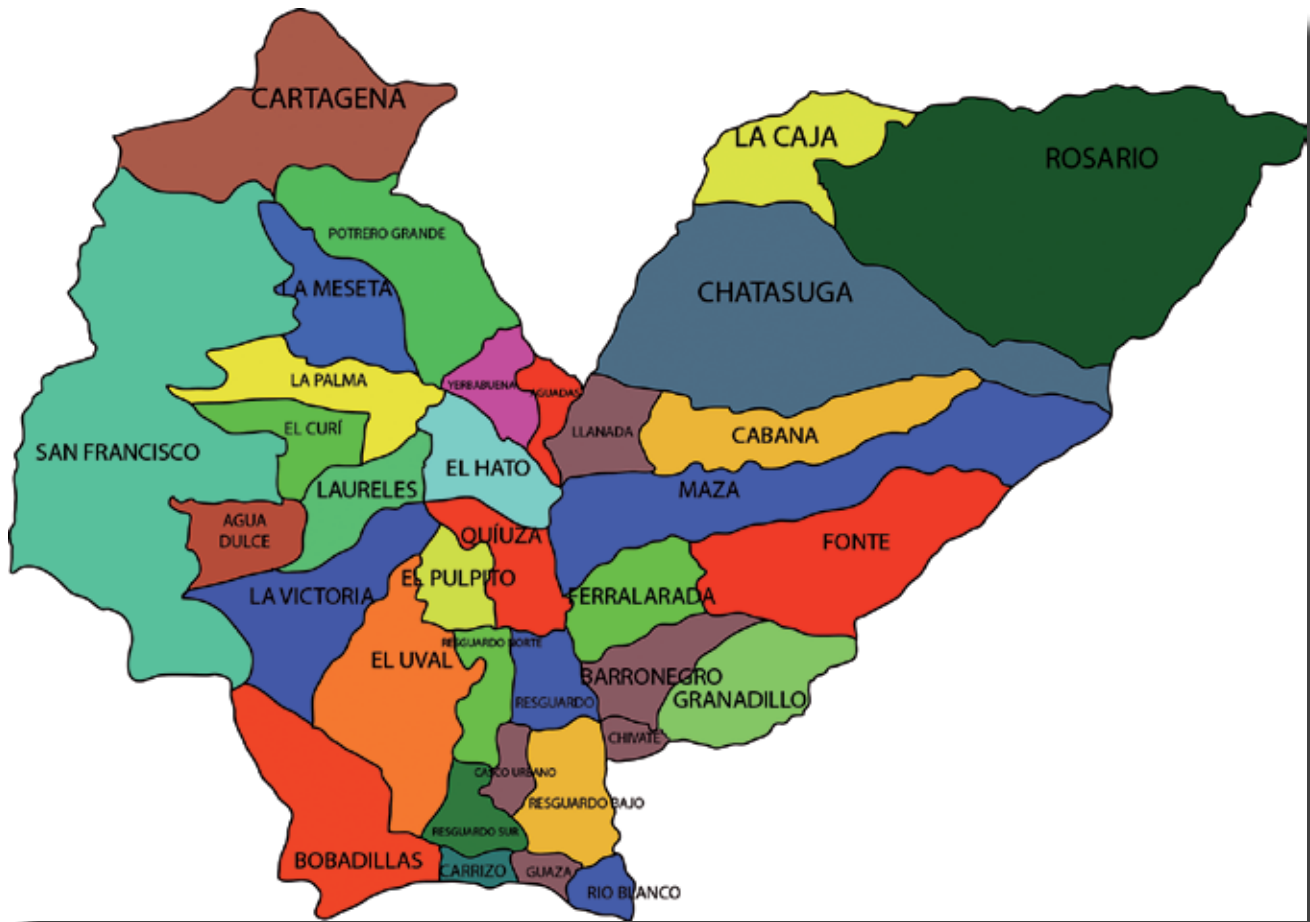 CARTAGENA
LA CAJA
ROSARIO
POTRERO GRANDE
LA MESETA
CHATASUGA
LA PALMA
YERBABUENA
AGUADAS
EL CURÍ
LLANADA
CABANA
SAN FRANCISCO
EL HATO
LAURELES
MAZA
AGUA
DULCE
QUÍUZA
FONTE
EL PULPITO
LA VICTORIA
FERRALARADA
RESGUARDO NORTE
EL UVAL
BARRONEGRO
RESGUARDO
GRANADILLO
CHIVATE
CASCO URBANO
RESGUARDO BAJO
RESGUARDO SUR
BOBADILLAS
CARRIZO
GUAZA
RIO BLANCO